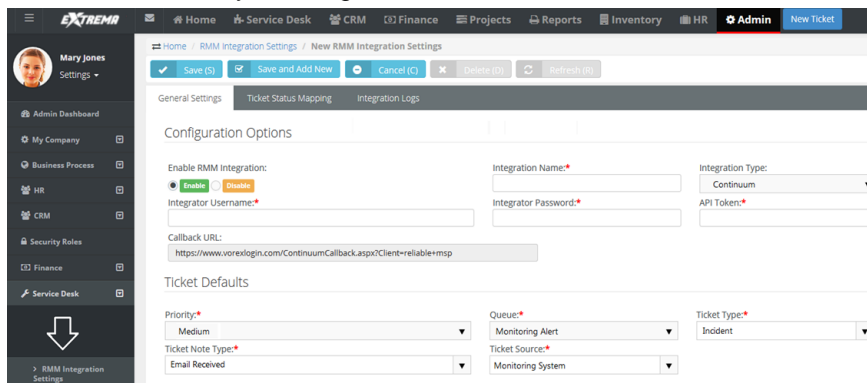 EXTREMA
Home
Service Desk
CRM
Finance
Projects
Reports
Inventory
HR
Admin
New Ticket
Mary Jones
Settings
Home / RMM Integration Settings / New RMM Integration Settings
Save (S)
Save and Add New
Cancel (C)
Delete (D)
Refresh (R)
General Settings
Ticket Status Mapping
Integration Logs
Admin Dashboard
My Company
Business Process
HR
CRM
Security Roles
Finance
Service Desk
RMM Integration
Settings
Configuration Options
Enable RMM Integration:
Enable
Disable
Integration Name:*
Integration Type:
Continuum
Integrator Username:*
Integrator Password:*
API Token:*
Callback URL:
https://www.vorexlogin.com/ContinuumCallback.aspx?Client=reliable+msp
Ticket Defaults
Priority:*
Medium
Queue:*
Monitoring Alert
Ticket Type:*
Incident
Ticket Note Type:*
Email Received
Ticket Source:*
Monitoring System